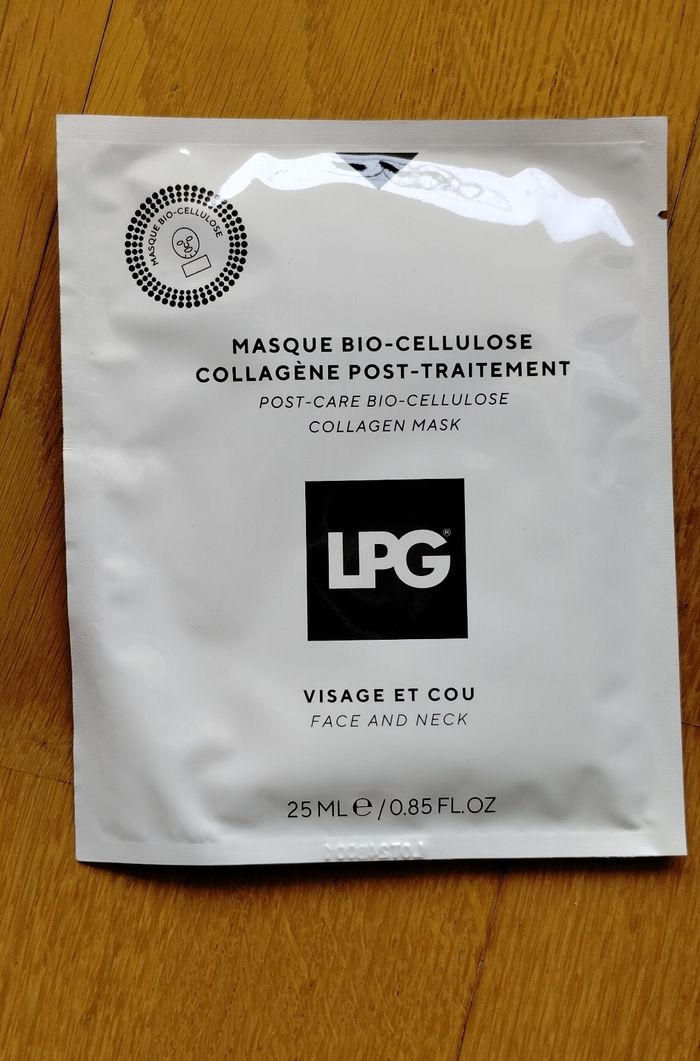 MASQUE BIO-CELLULOSE
MASQUE BIO-CELLULOSE
COLLAGÈNE POST-TRAITEMENT
POST-CARE BIO-CELLULOSE
COLLAGEN MASK
LPG®
VISAGE ET COU
FACE AND NECK
25 ML ℮ / 0.85 FL.OZ